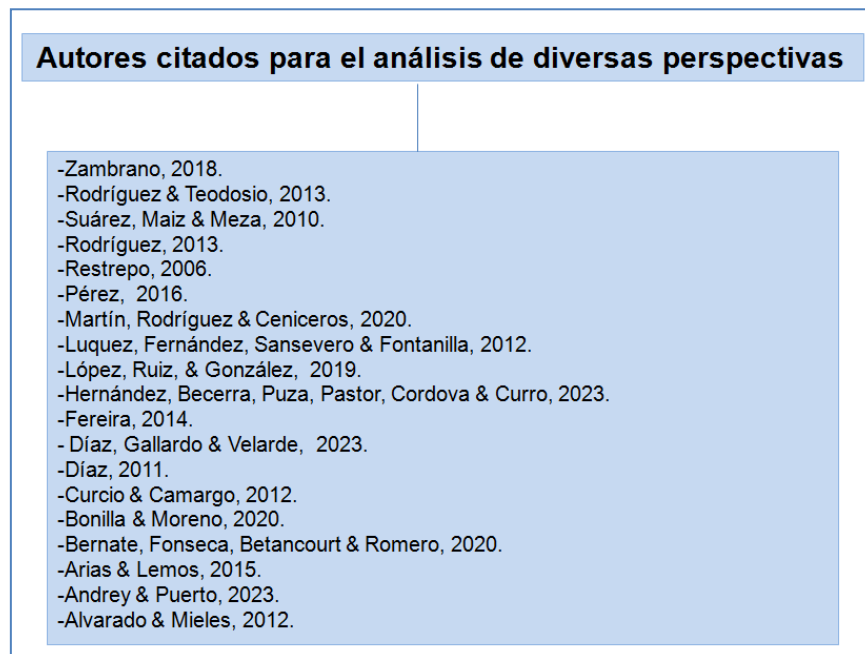 Autores citados para el análisis de diversas perspectivas
-Zambrano, 2018.
-Rodríguez & Teodosio, 2013.
-Suárez, Maiz & Meza, 2010.
-Rodríguez, 2013.
-Restrepo, 2006.
-Pérez,  2016.
-Martín, Rodríguez & Ceniceros, 2020.
-Luquez, Fernández, Sansevero & Fontanilla, 2012.
-López, Ruiz, & González,  2019.
-Hernández, Becerra, Puza, Pastor, Cordova & Curro, 2023.
-Fereira, 2014.
- Díaz, Gallardo & Velarde,  2023.
-Díaz, 2011.
-Curcio & Camargo, 2012.
-Bonilla & Moreno, 2020.
-Bernate, Fonseca, Betancourt & Romero, 2020.
-Arias & Lemos, 2015.
-Andrey & Puerto, 2023.
-Alvarado & Mieles, 2012.